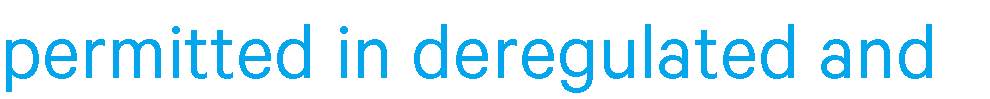 permitted in deregulated and